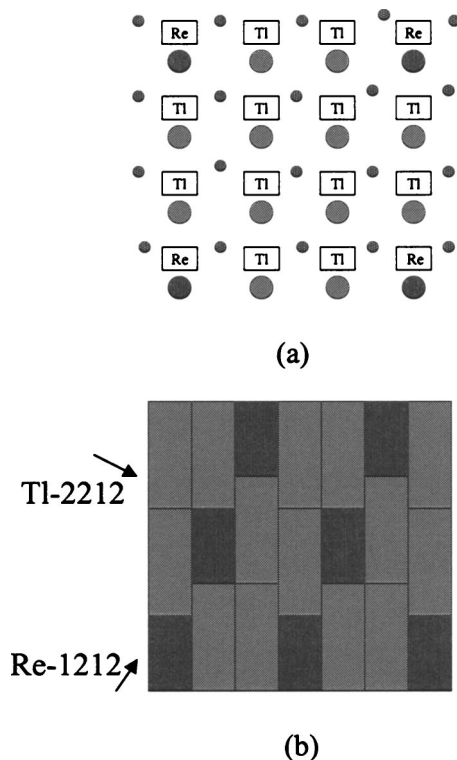 Re Tl Tl Re
Tl Tl Tl Tl
Tl Tl Tl Tl
Re Tl Tl Re
(a)
Tl-2212
Re-1212
(b)